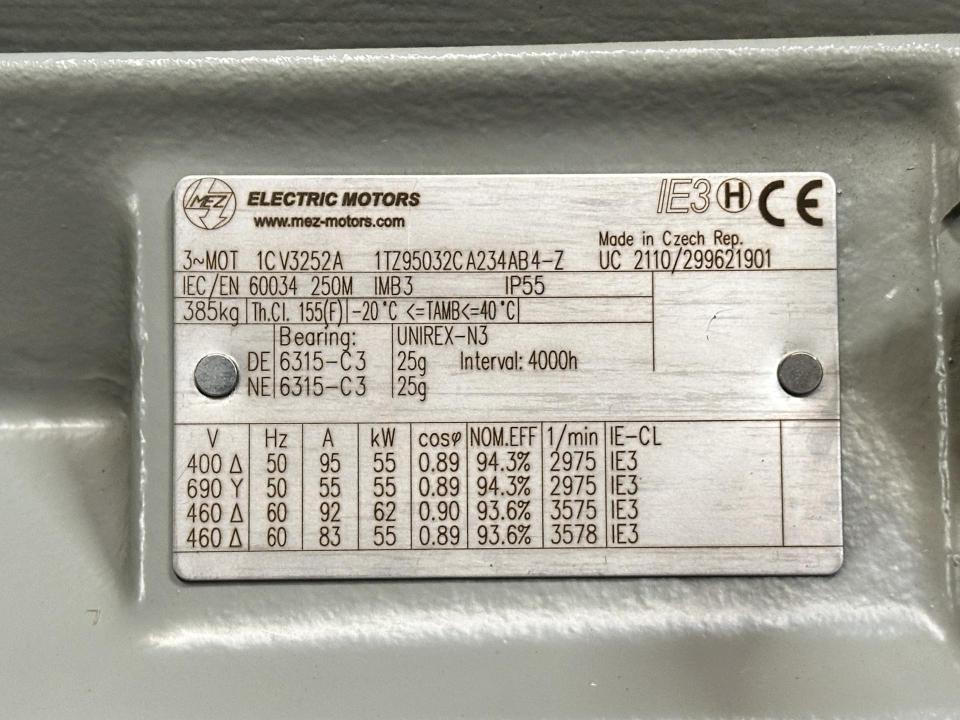 MEZ ELECTRIC MOTORS IE3 H CE
www.mez-motors.com
Made in Czech Rep.
3~MOT 1CV3252A 1TZ95032CA234AB4-Z UC 2110/299621901
IEC/EN 60034 250M IMB3 IP55
385kg Th.Cl. 155(F) -20°C <=TAMB<=40°C
Bearing: UNIREX-N3
DE 6315-C3 25g Interval: 4000h
NE 6315-C3 25g
V Hz A kW cosφ NOM.EFF 1/min IE-CL
400 Δ 50 95 55 0.89 94.3% 2975 IE3
690 Y 50 55 55 0.89 94.3% 2975 IE3
460 Δ 60 92 62 0.90 93.6% 3575 IE3
460 Δ 60 83 55 0.89 93.6% 3578 IE3